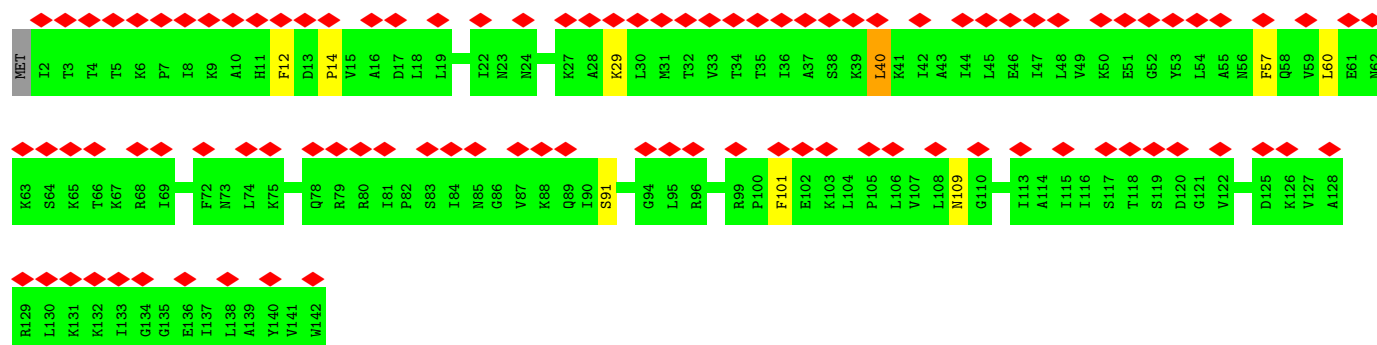 MET I2 T3 T4 T5 K6 P7 I8 K9 A10 H11 F12 D13 P14 V15 A16 D17 L18 L19 I22 N23 N24 K27 A28 K29 L30 M31 T32 V33 T34 T35 I36 A37 S38 K39 L40 K41 I42 A43 I44 L45 E46 I47 L48 V49 K50 E51 G52 Y53 L54 A55 N56 F57 Q58 V59 L60 E61 N62
K63 S64 K65 T66 K67 R68 I69 F72 N73 L74 K75 Q78 R79 R80 I81 P82 S83 I84 N85 G86 V87 K88 Q89 I90 S91 G94 L95 R96 R99 P100 F101 E102 K103 L104 P105 L106 V107 L108 N109 G110 I113 A114 I115 I116 S117 T118 S119 D120 G121 V122 D125 K126 V127 A128
R129 L130 K131 K132 I133 G134 G135 E136 I137 L138 A139 Y140 V141 W142